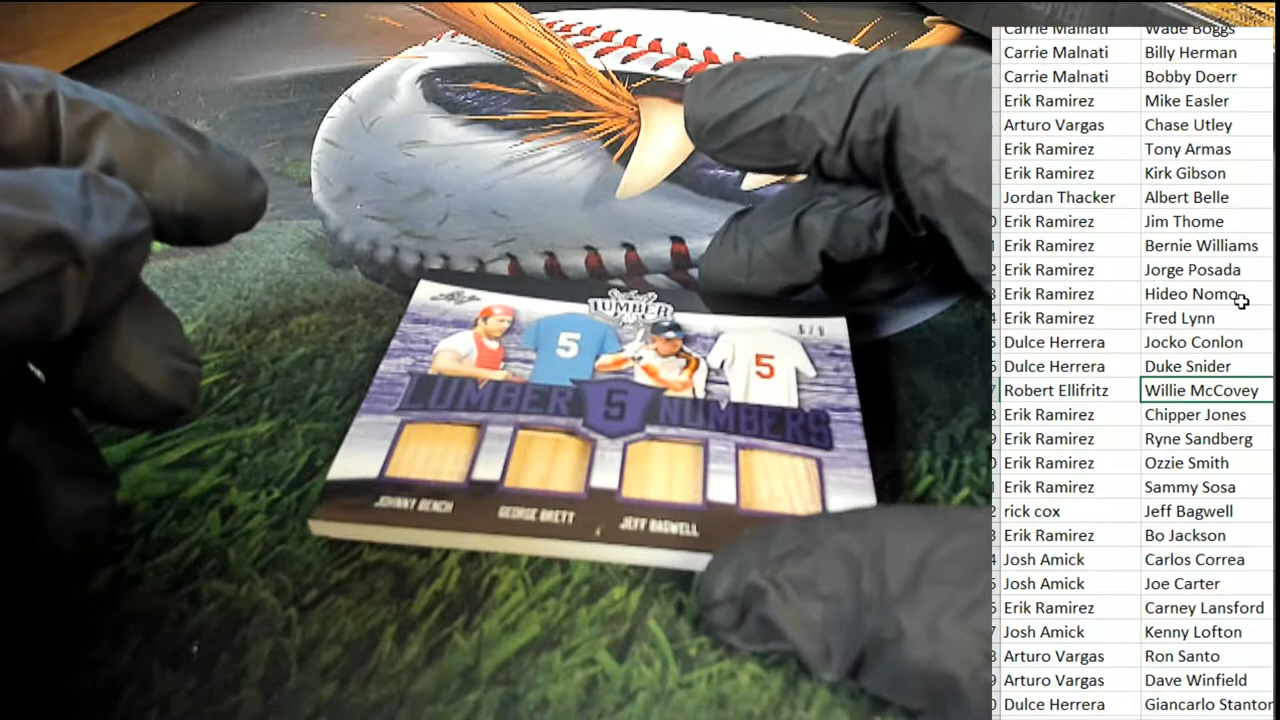 Carrie Malnati Wade Boggs
Carrie Malnati Billy Herman
Carrie Malnati Bobby Doerr
Erik Ramirez Mike Easler
Arturo Vargas Chase Utley
Erik Ramirez Tony Armas
Erik Ramirez Kirk Gibson
Jordan Thacker Albert Belle
Erik Ramirez Jim Thome
Erik Ramirez Bernie Williams
Erik Ramirez Jorge Posada
Erik Ramirez Hideo Nomo
Erik Ramirez Fred Lynn
Dulce Herrera Jocko Conlon
Dulce Herrera Duke Snider
Robert Ellifritz Willie McCovey
Erik Ramirez Chipper Jones
Erik Ramirez Ryne Sandberg
Erik Ramirez Ozzie Smith
Erik Ramirez Sammy Sosa
rick cox Jeff Bagwell
Erik Ramirez Bo Jackson
Josh Amick Carlos Correa
Josh Amick Joe Carter
Erik Ramirez Carney Lansford
Josh Amick Kenny Lofton
Arturo Vargas Ron Santo
Arturo Vargas Dave Winfield
Dulce Herrera Giancarlo Stanton
Leaf
LUMBER
5 5
LUMBER 5 NUMBERS
JOHNNY BENCH GEORGE BRETT JEFF BAGWELL